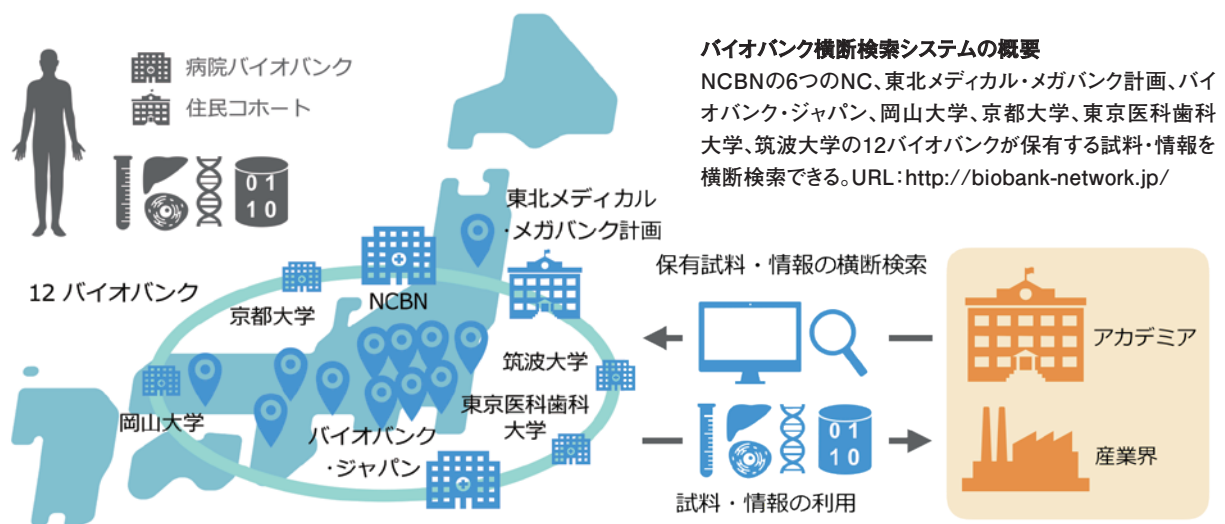 病院バイオバンク
住民コホート
01
10
バイオバンク横断検索システムの概要
NCBNの6つのNC、東北メディカル・メガバンク計画、バイ
オバンク・ジャパン、岡山大学、京都大学、東京医科歯科
大学、筑波大学の12バイオバンクが保有する試料・情報を
横断検索できる。URL:http://biobank-network.jp/
12 バイオバンク
東北メディカル
・メガバンク計画
NCBN
京都大学
筑波大学
東京医科歯科
大学
岡山大学
バイオバンク
・ジャパン
保有試料・情報の横断検索
01
10
試料・情報の利用
アカデミア
産業界